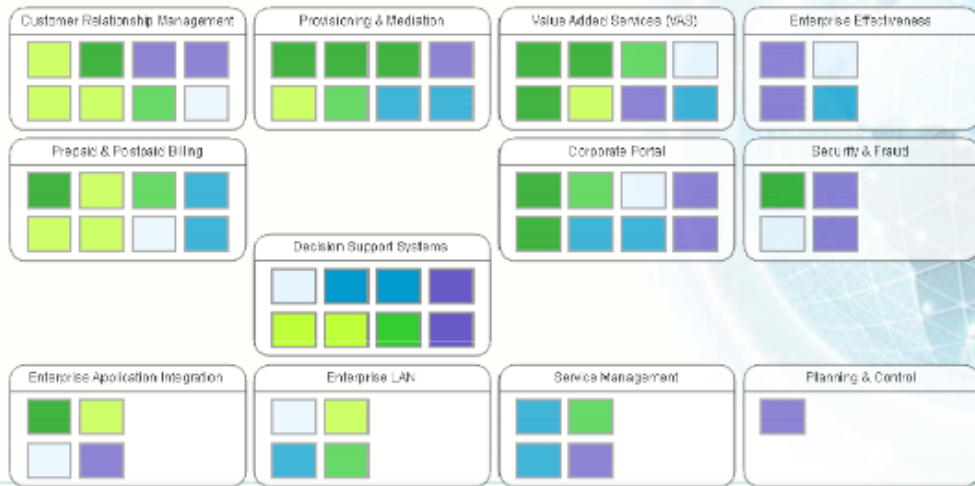 Customer Relationship Management
Provisioning & Mediation
Value Added Services (VAS)
Enterprise Effectiveness
Prepaid & Postpaid Billing
Corporate Portal
Security & Fraud
Decision Support Systems
Enterprise Application Integration
Enterprise LAN
Service Management
Planning & Control